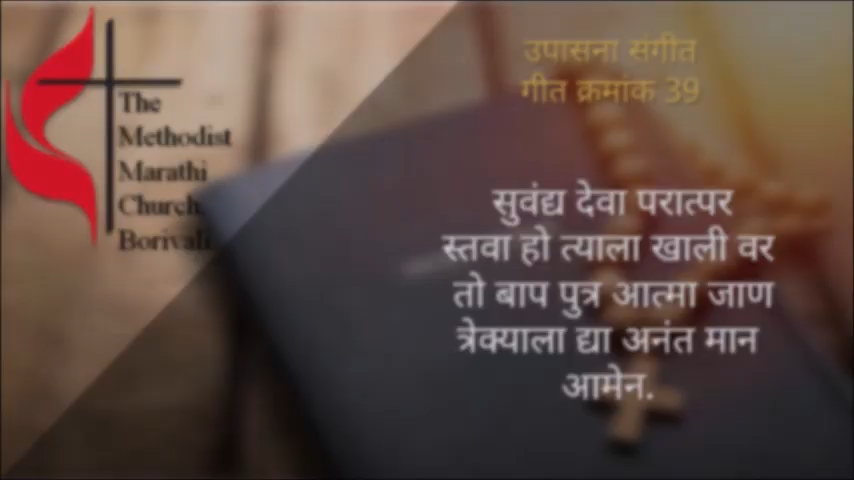 The
Methodist
Marathi
Church
Borivali
उपासना संगीत
गीत क्रमांक 39
सुवंद्य देवा परात्पर
स्तवा हो त्याला खाली वर
तो बाप पुत्र आत्मा जाण
त्रेक्याला द्या अनंत मान
आमेन.